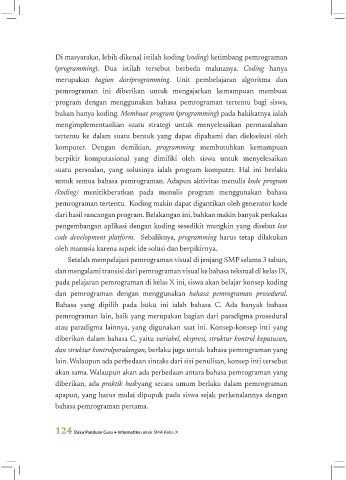 Di masyarakat, lebih dikenal istilah koding (coding) ketimbang pemrograman
(programming). Dua istilah tersebut berbeda maknanya. Coding hanya
merupakan bagian dariprogramming. Unit pembelajaran algoritma dan
pemrograman ini diberikan untuk mengajarkan kemampuan membuat
program dengan menggunakan bahasa pemrograman tertentu bagi siswa,
bukan hanya koding. Membuat program (programming) pada hakikatnya ialah
mengimplementasikan suatu strategi untuk menyelesaikan permasalahan
tertentu ke dalam suatu bentuk yang dapat dipahami dan dieksekusi oleh
komputer. Dengan demikian, programming membutuhkan kemampuan
berpikir komputasional yang dimiliki oleh siswa untuk menyelesaikan
suatu persoalan, yang solusinya ialah program komputer. Hal ini berlaku
untuk semua bahasa pemrograman. Adapun aktivitas menulis kode program
(koding) menitikberatkan pada menulis program menggunakan bahasa
pemrograman tertentu. Koding makin dapat digantikan oleh generator kode
dari hasil rancangan program. Belakangan ini, bahkan makin banyak perkakas
pengembangan aplikasi dengan koding sesedikit mungkin yang disebut low
code development platform. Sebaliknya, programming harus tetap dilakukan
oleh manusia karena aspek ide solusi dan berpikirnya.
Setelah mempelajari pemrograman visual di jenjang SMP selama 3 tahun,
dan mengalami transisi dari pemrograman visual ke bahasa tekstual di kelas IX,
pada pelajaran pemrograman di kelas X ini, siswa akan belajar konsep koding
dan pemrograman dengan menggunakan bahasa pemrograman prosedural.
Bahasa yang dipilih pada buku ini ialah bahasa C. Ada banyak bahasa
pemrograman lain, baik yang merupakan bagian dari paradigma prosedural
atau paradigma lainnya, yang digunakan saat ini. Konsep-konsep inti yang
diberikan dalam bahasa C, yaitu variabel, ekspresi, struktur kontrol keputusan,
dan struktur kontrolperulangan, berlaku juga untuk bahasa pemrograman yang
lain. Walaupun ada perbedaan sintaks dari sisi penulisan, konsep inti tersebut
akan sama. Walaupun akan ada perbedaan antara bahasa pemrograman yang
diberikan, ada praktik baikyang secara umum berlaku dalam pemrograman
apapun, yang harus mulai dipupuk pada siswa sejak perkenalannya dengan
bahasa pemrograman pertama.
124 Buku Panduan Guru • Informatika untuk SMA Kelas X